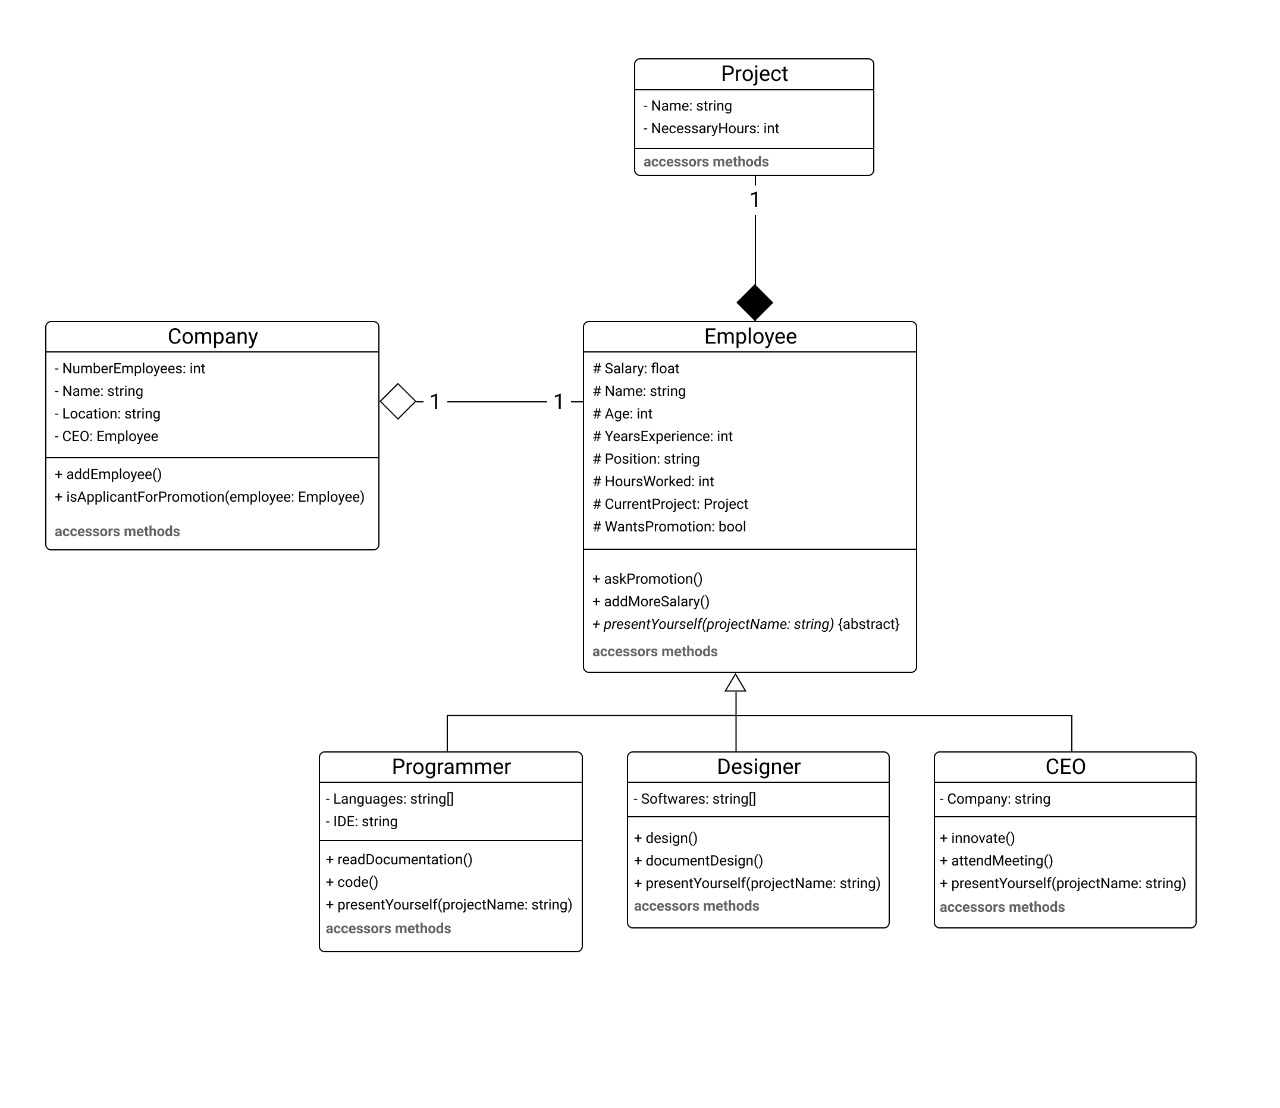 Project
- Name: string
- NecessaryHours: int
accessors methods
1
Company
- NumberEmployees: int
- Name: string
- Location: string
- CEO: Employee
+ addEmployee()
+ isApplicantForPromotion(employee: Employee)
accessors methods
1
1
Employee
# Salary: float
# Name: string
# Age: int
# YearsExperience: int
# Position: string
# HoursWorked: int
# CurrentProject: Project
# WantsPromotion: bool
+ askPromotion()
+ addMoreSalary()
+ presentYourself(projectName: string) {abstract}
accessors methods
Programmer
- Languages: string[]
- IDE: string
+ readDocumentation()
+ code()
+ presentYourself(projectName: string)
accessors methods
Designer
- Softwares: string[]
+ design()
+ documentDesign()
+ presentYourself(projectName: string)
accessors methods
CEO
- Company: string
+ innovate()
+ attendMeeting()
+ presentYourself(projectName: string)
accessors methods